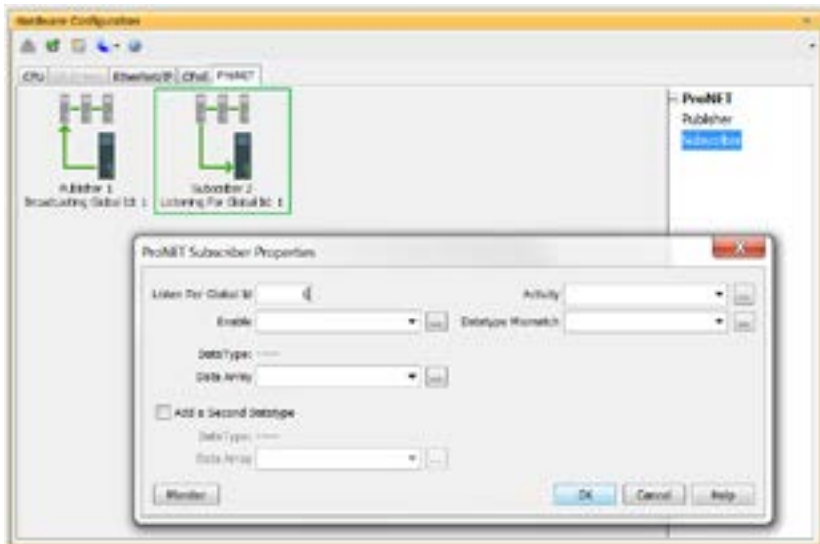 Hardware Configuration
CPU EtherNet/IP CPoE ProNET
ProNET
Publisher
Subscriber
Publisher 1
Broadcasting Global Id: 1
Subscriber 2
Listening For Global Id: 1
ProNET Subscriber Properties
Listen For Global Id
Activity
Enable
Datatype Mismatch
DataType: ----
Data Array
Add a Second Datatype
DataType: ----
Data Array
Monitor
OK Cancel Help